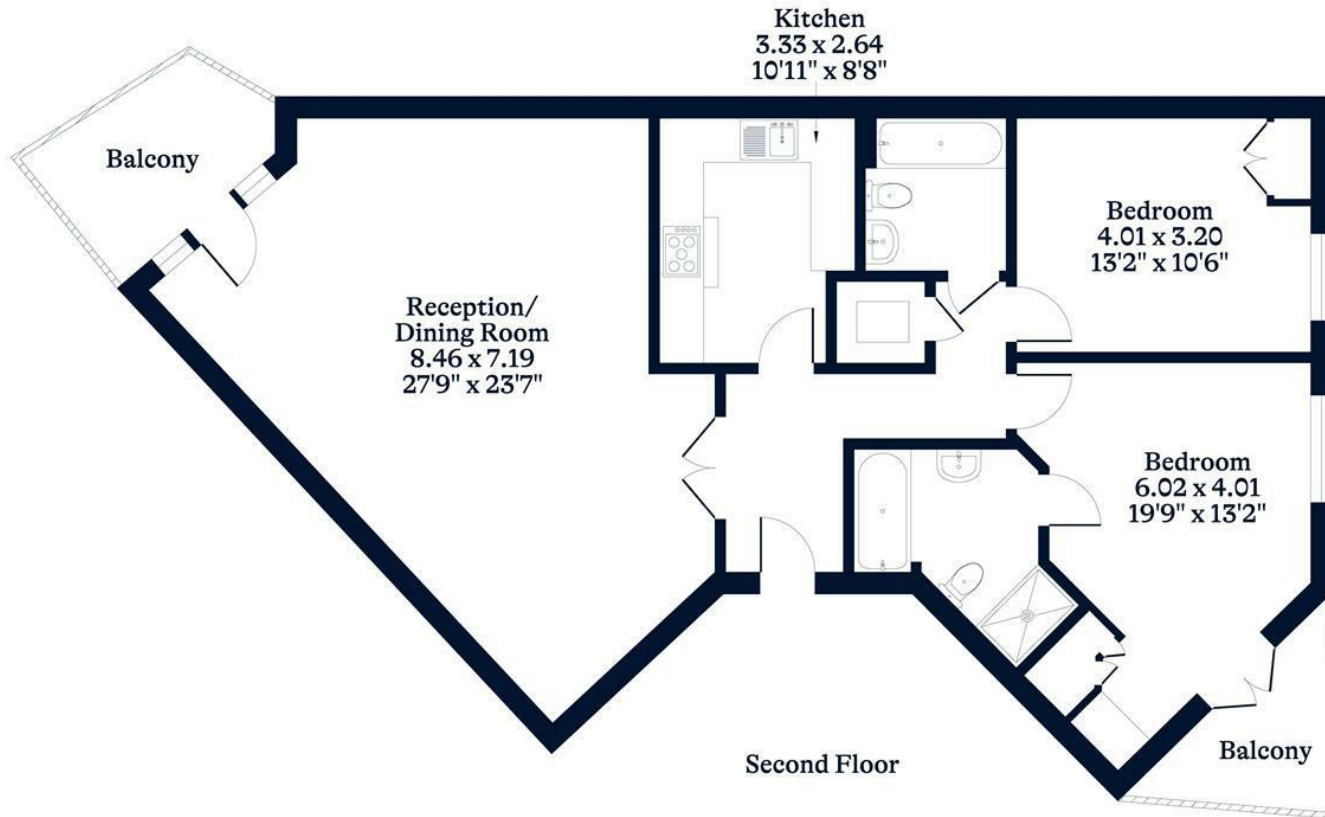 Kitchen
3.33 x 2.64
10'11" x 8'8"
Balcony
Bedroom
4.01 x 3.20
13'2" x 10'6"
Reception/
Dining Room
8.46 x 7.19
27'9" x 23'7"
Bedroom
6.02 x 4.01
19'9" x 13'2"
Balcony
Second Floor